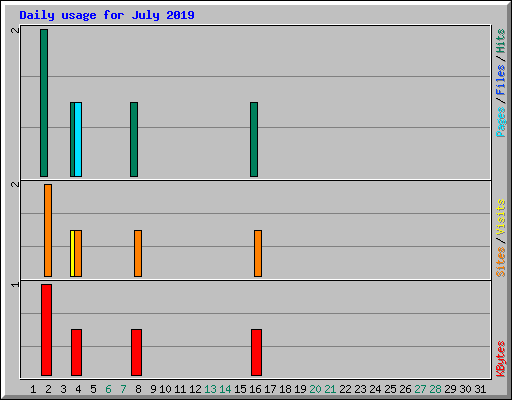 Daily usage for July 2019
2
2
1
Pages / Files / Hits
Sites / Visits
KBytes
1 2 3 4 5 6 7 8 9 10 11 12 13 14 15 16 17 18 19 20 21 22 23 24 25 26 27 28 29 30 31